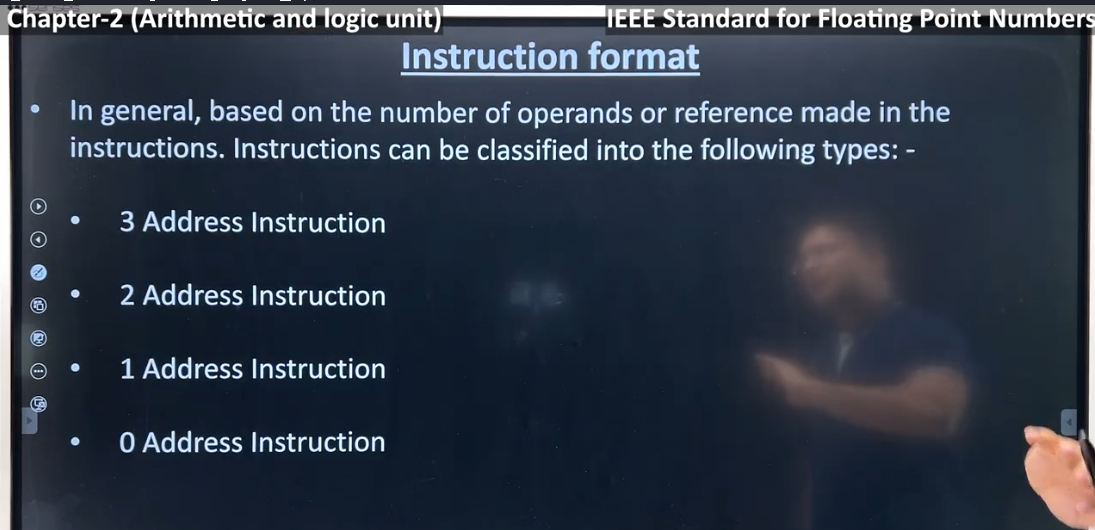 Chapter-2 (Arithmetic and logic unit)
IEEE Standard for Floating Point Numbers
Instruction format
• In general, based on the number of operands or reference made in the
instructions. Instructions can be classified into the following types: -
• 3 Address Instruction
• 2 Address Instruction
• 1 Address Instruction
• 0 Address Instruction